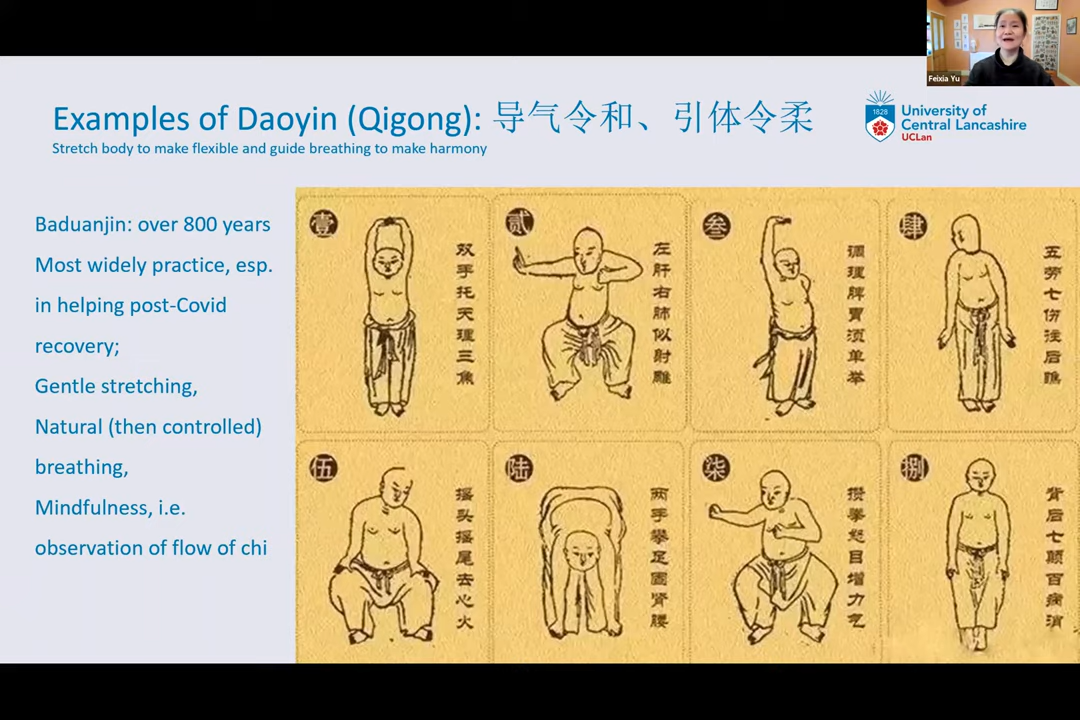 Feixia Yu
Examples of Daoyin (Qigong): 导气令和、引体令柔
Stretch body to make flexible and guide breathing to make harmony
1828
University of
Central Lancashire
UCLan
Baduanjin: over 800 years
Most widely practice, esp.
in helping post-Covid
recovery;
Gentle stretching,
Natural (then controlled)
breathing,
Mindfulness, i.e.
observation of flow of chi
壹
双手托天理三焦
贰
左肝右肺似射雕
叁
调理脾胃须单举
肆
五劳七伤往后瞧
伍
摇头摆尾去心火
陆
两手攀足固肾腰
柒
攒拳怒目增力气
捌
背后七颠百病消